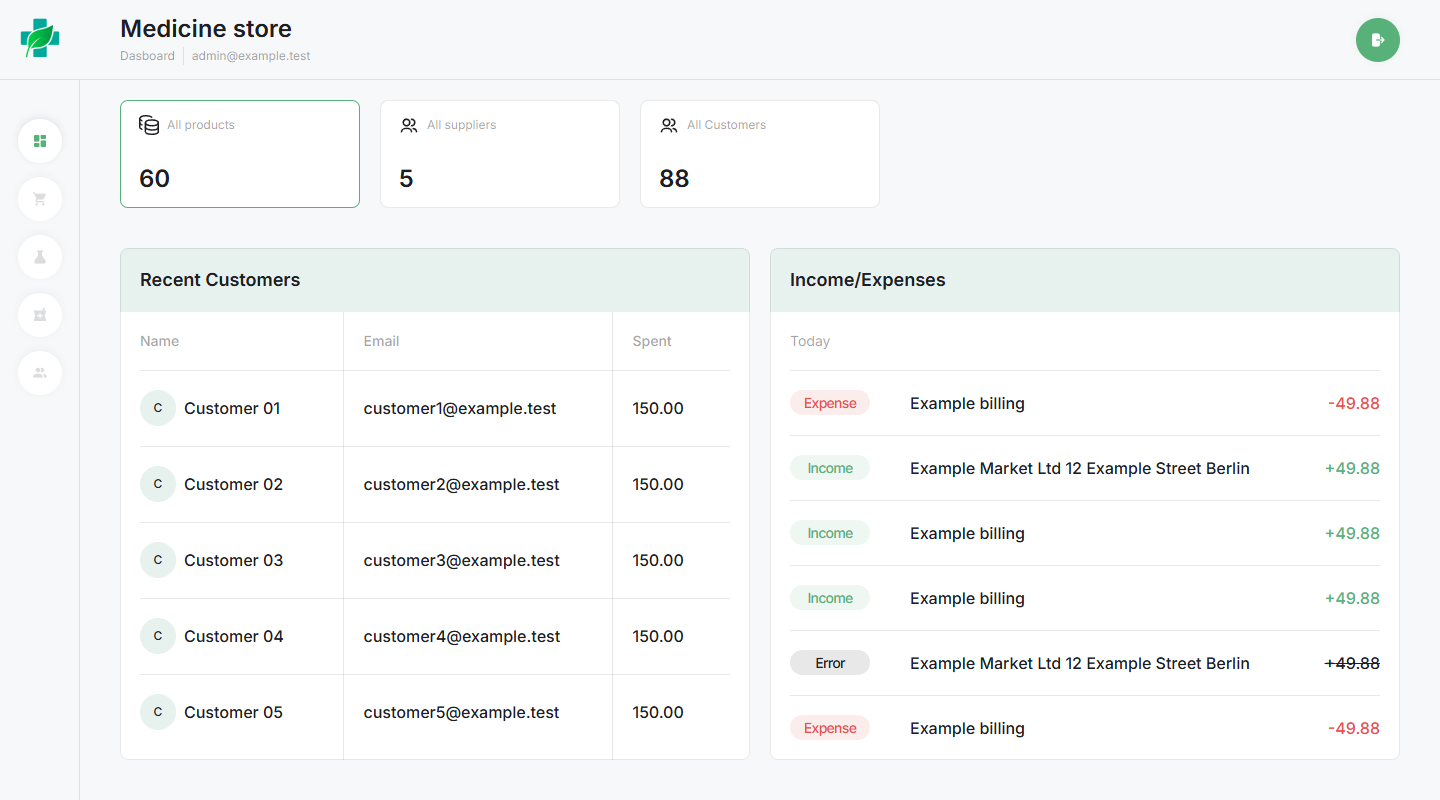 Medicine store
Dasboard | admin@example.test
All products
60
All suppliers
5
All Customers
88
Recent Customers
Name Email Spent
C Customer 01 customer1@example.test 150.00
C Customer 02 customer2@example.test 150.00
C Customer 03 customer3@example.test 150.00
C Customer 04 customer4@example.test 150.00
C Customer 05 customer5@example.test 150.00
Income/Expenses
Today
Expense Example billing -49.88
Income Example Market Ltd 12 Example Street Berlin +49.88
Income Example billing +49.88
Income Example billing +49.88
Error Example Market Ltd 12 Example Street Berlin +49.88
Expense Example billing -49.88